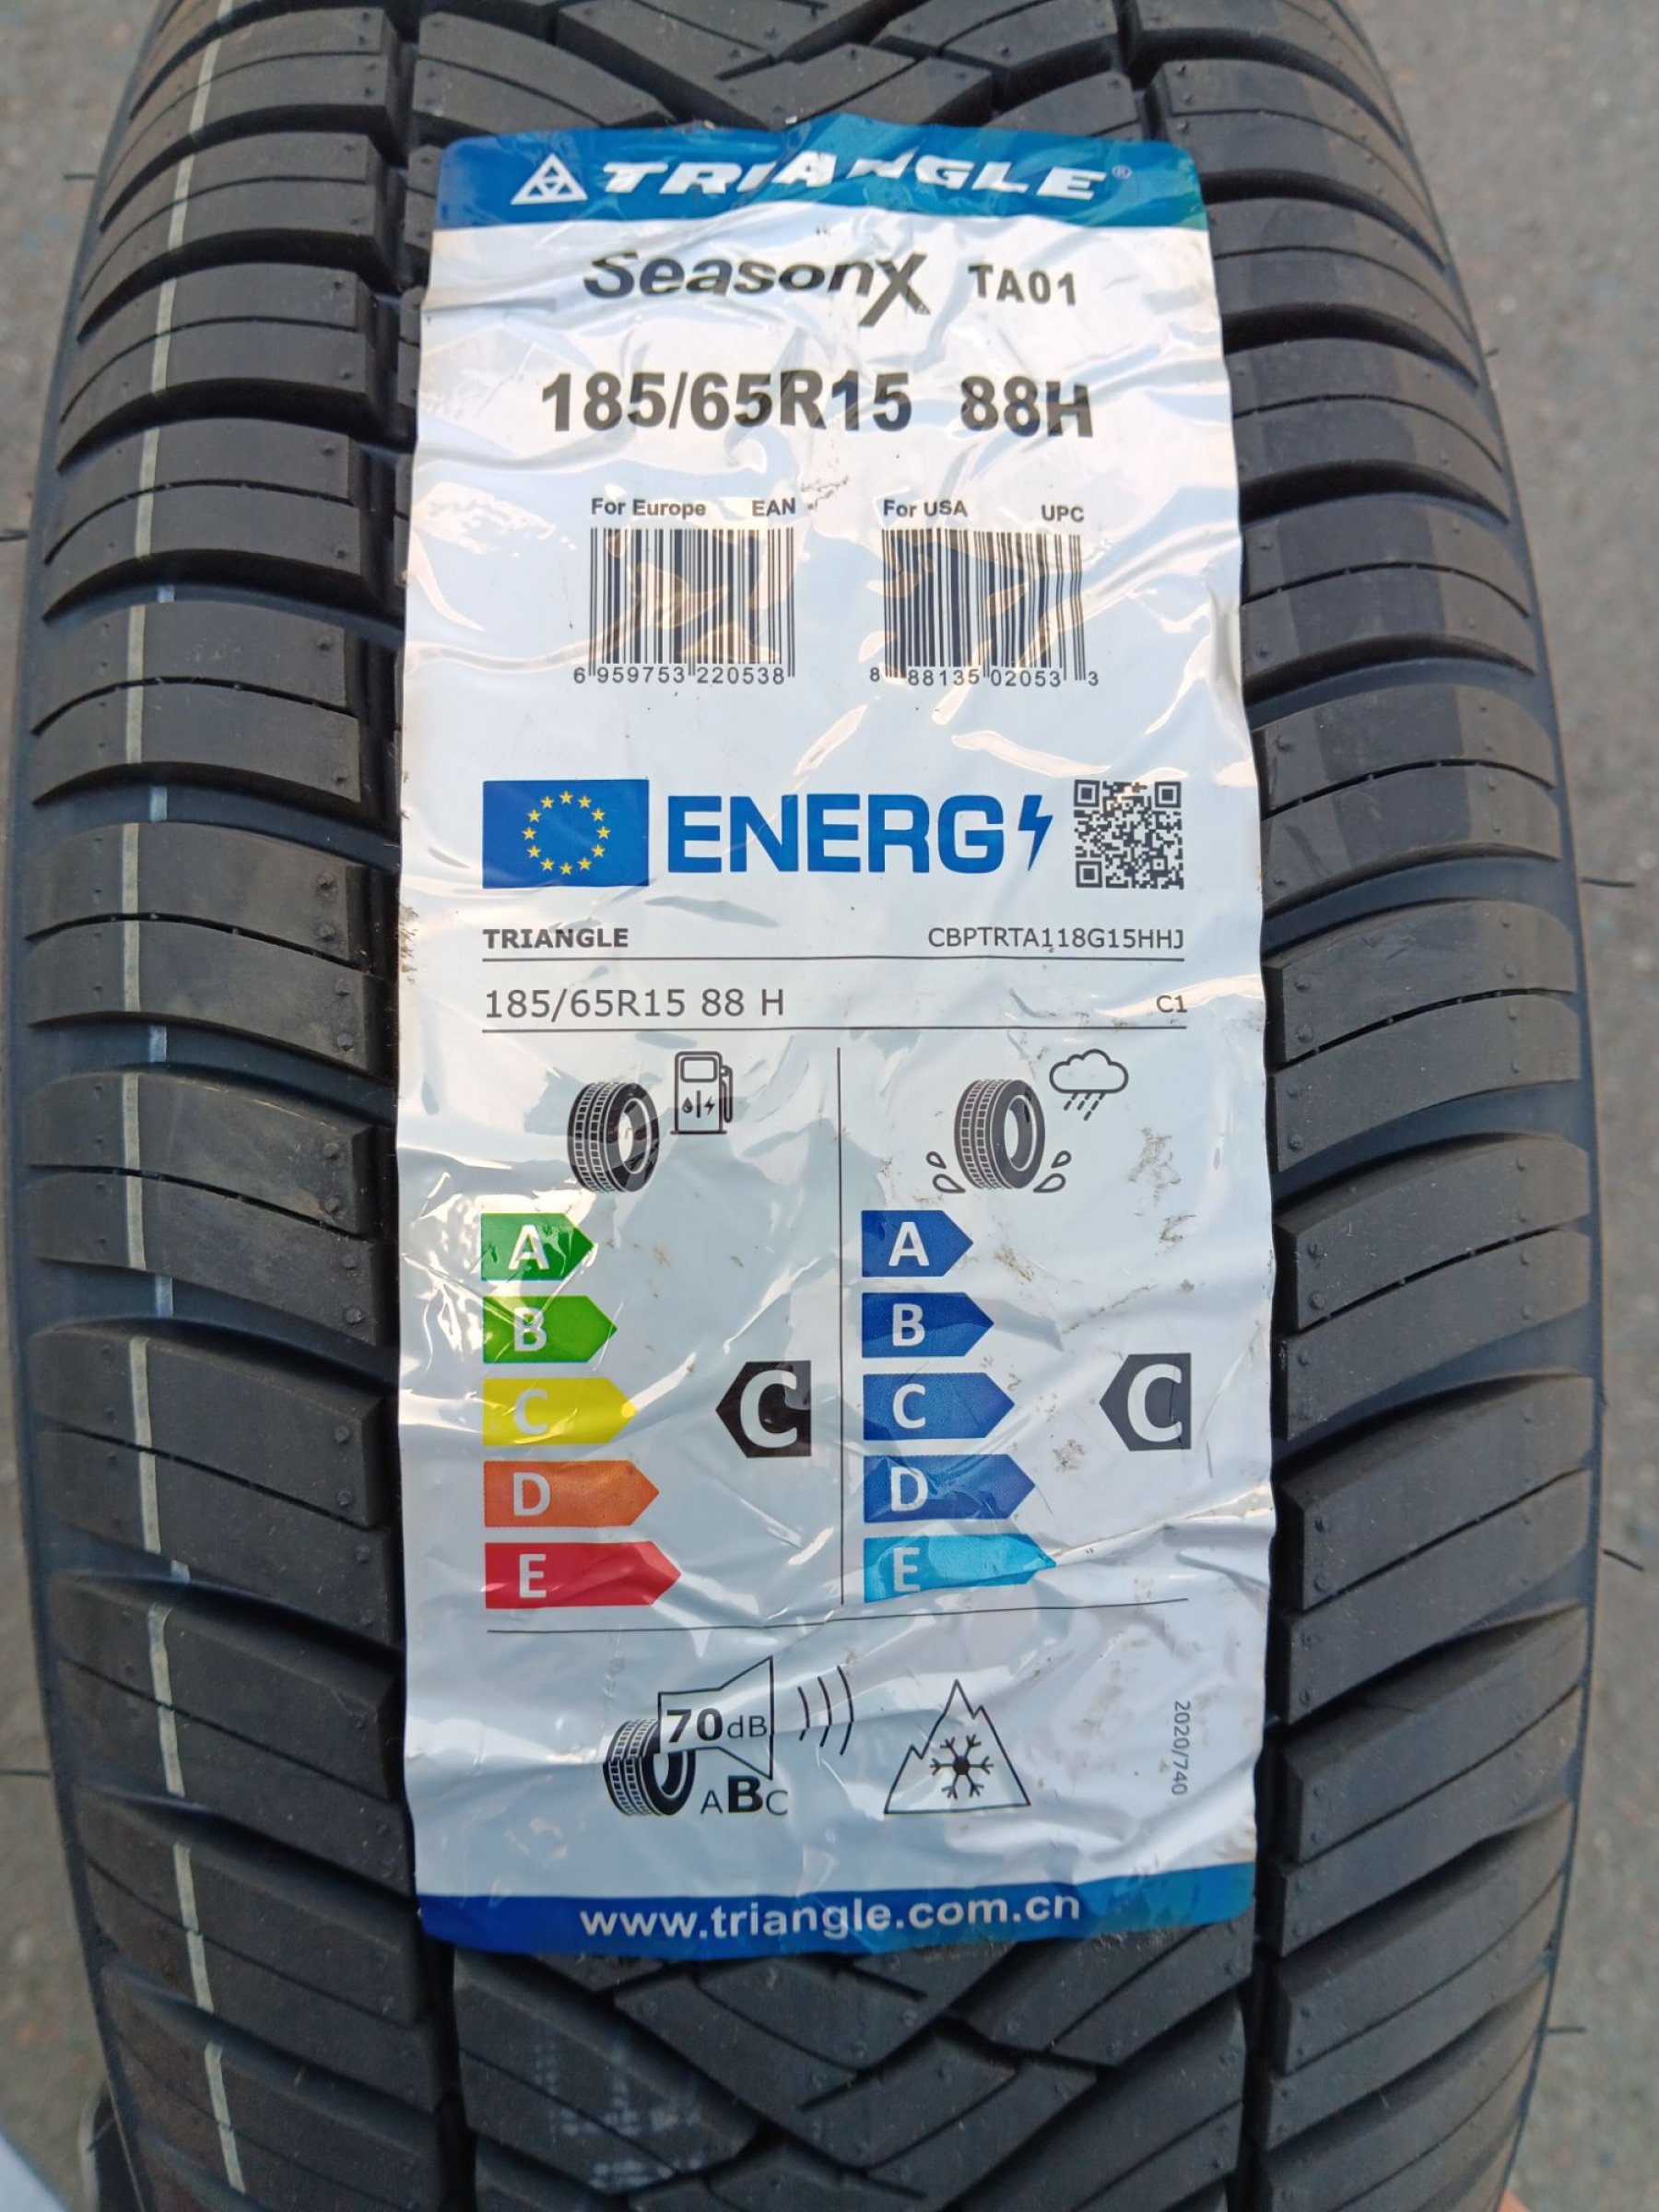 TRIANGLE®
SeasonX TA01
185/65R15 88H
For Europe EAN For USA UPC
6 959753 220538 8 88135 02053 3
ENERG
TRIANGLE CBPTRTA118G15HHJ
185/65R15 88 H C1
A A
B B
C C C C
D D
E E
70dB
ABC
2020/740
www.triangle.com.cn